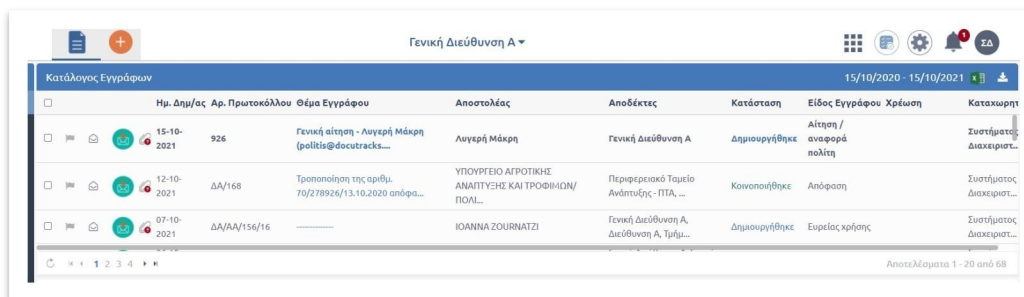 Γενική Διεύθυνση Α
1
ΣΔ
Κατάλογος Εγγράφων
15/10/2020 - 15/10/2021
Ημ. Δημ/ας Αρ. Πρωτοκόλλου Θέμα Εγγράφου Αποστολέας Αποδέκτες Κατάσταση Είδος Εγγράφου Χρέωση Καταχωρητ
15-10-2021 926 Γενική αίτηση - Λυγερή Μάκρη (politis@docutracks.... Λυγερή Μάκρη Γενική Διεύθυνση Α Δημιουργήθηκε Αίτηση / αναφορά πολίτη Συστήματος Διαχειριστ...
12-10-2021 ΔΑ/168 Τροποποίηση της αριθμ. 70/278926/13.10.2020 απόφα... ΥΠΟΥΡΓΕΙΟ ΑΓΡΟΤΙΚΗΣ ΑΝΑΠΤΥΞΗΣ ΚΑΙ ΤΡΟΦΙΜΩΝ/ ΠΟΛΙ... Περιφερειακό Ταμείο Ανάπτυξης - ΠΤΑ, ... Κοινοποιήθηκε Απόφαση Συστήματος Διαχειριστ...
07-10-2021 ΔΑ/ΑΑ/156/16 ---------------- IOANNA ZOURNATZI Γενική Διεύθυνση Α, Διεύθυνση Α, Τμήμ... Δημιουργήθηκε Ευρείας χρήσης Συστήματος Διαχειριστ...
1 2 3 4
Αποτελέσματα 1 - 20 από 68